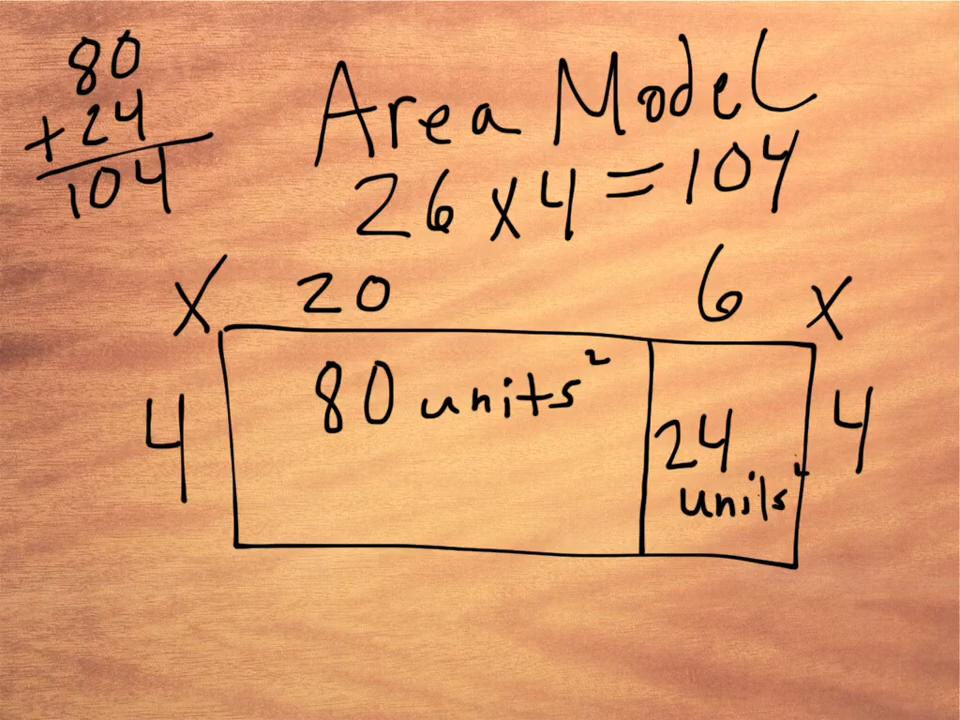 80
+24
104
Area Model
26 x 4 = 104
x 20 6 x
4 80 units² 4
24
units²